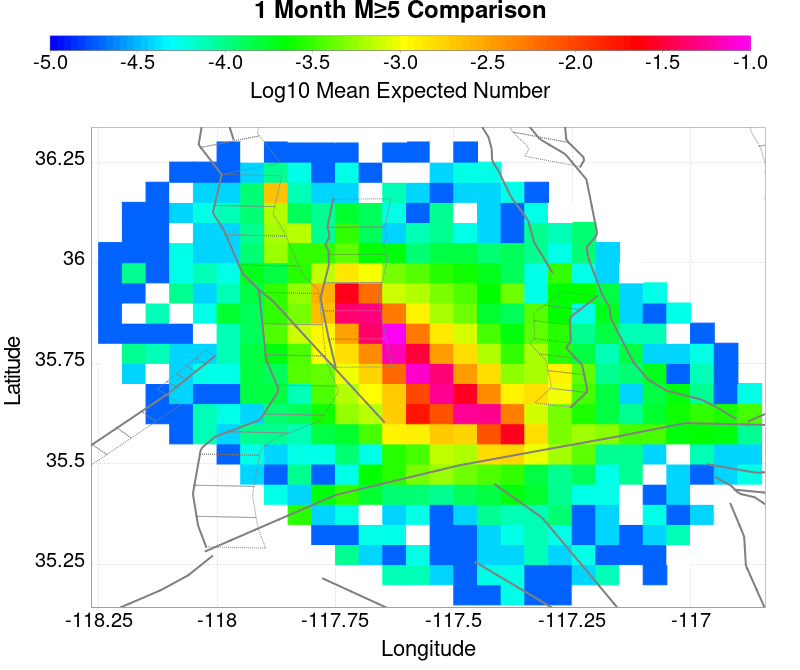 1 Month M≥5 Comparison
-5.0 -4.5 -4.0 -3.5 -3.0 -2.5 -2.0 -1.5 -1.0
Log10 Mean Expected Number
36.25
36
35.75
35.5
35.25
Latitude
-118.25 -118 -117.75 -117.5 -117.25 -117
Longitude